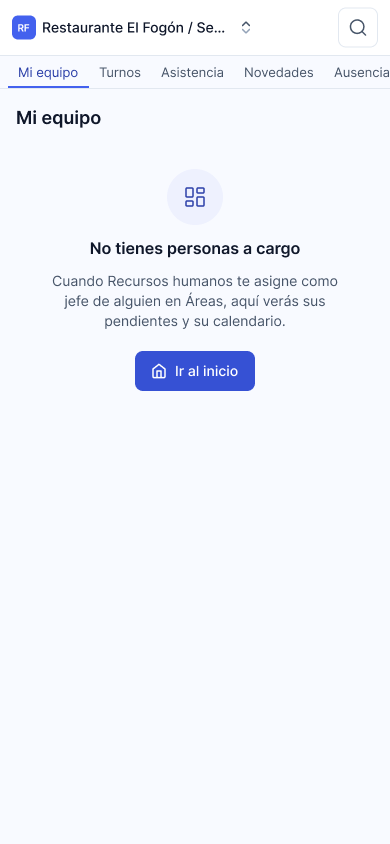 RF Restaurante El Fogón / Se...
Mi equipo Turnos Asistencia Novedades Ausencia
Mi equipo
No tienes personas a cargo
Cuando Recursos humanos te asigne como
jefe de alguien en Áreas, aquí verás sus
pendientes y su calendario.
Ir al inicio